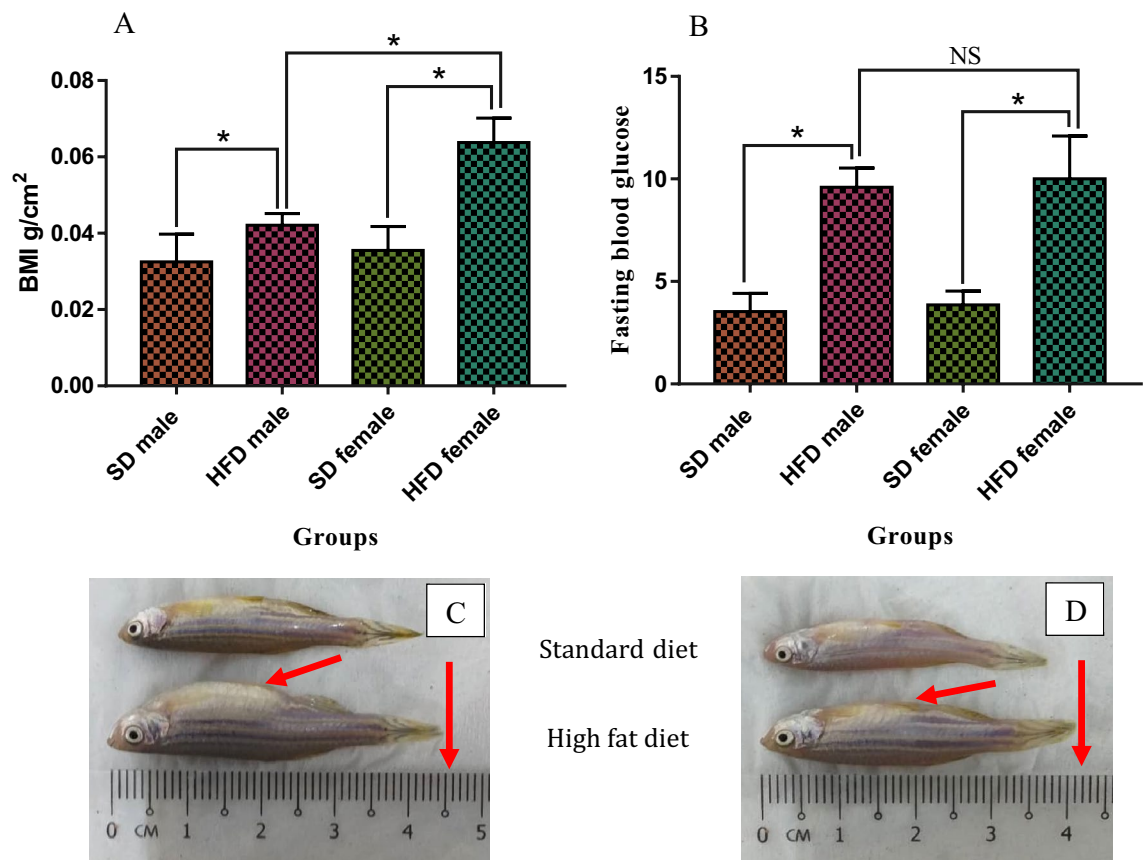 A
BMI g/cm²
0.08
0.06
0.04
0.02
0.00
*
*
*
SD male
HFD male
SD female
HFD female
Groups
B
Fasting blood glucose
15
10
5
0
*
*
NS
SD male
HFD male
SD female
HFD female
Groups
C
Standard diet
High fat diet
0 CM 1 2 3 4 5
D
0 CM 1 2 3 4